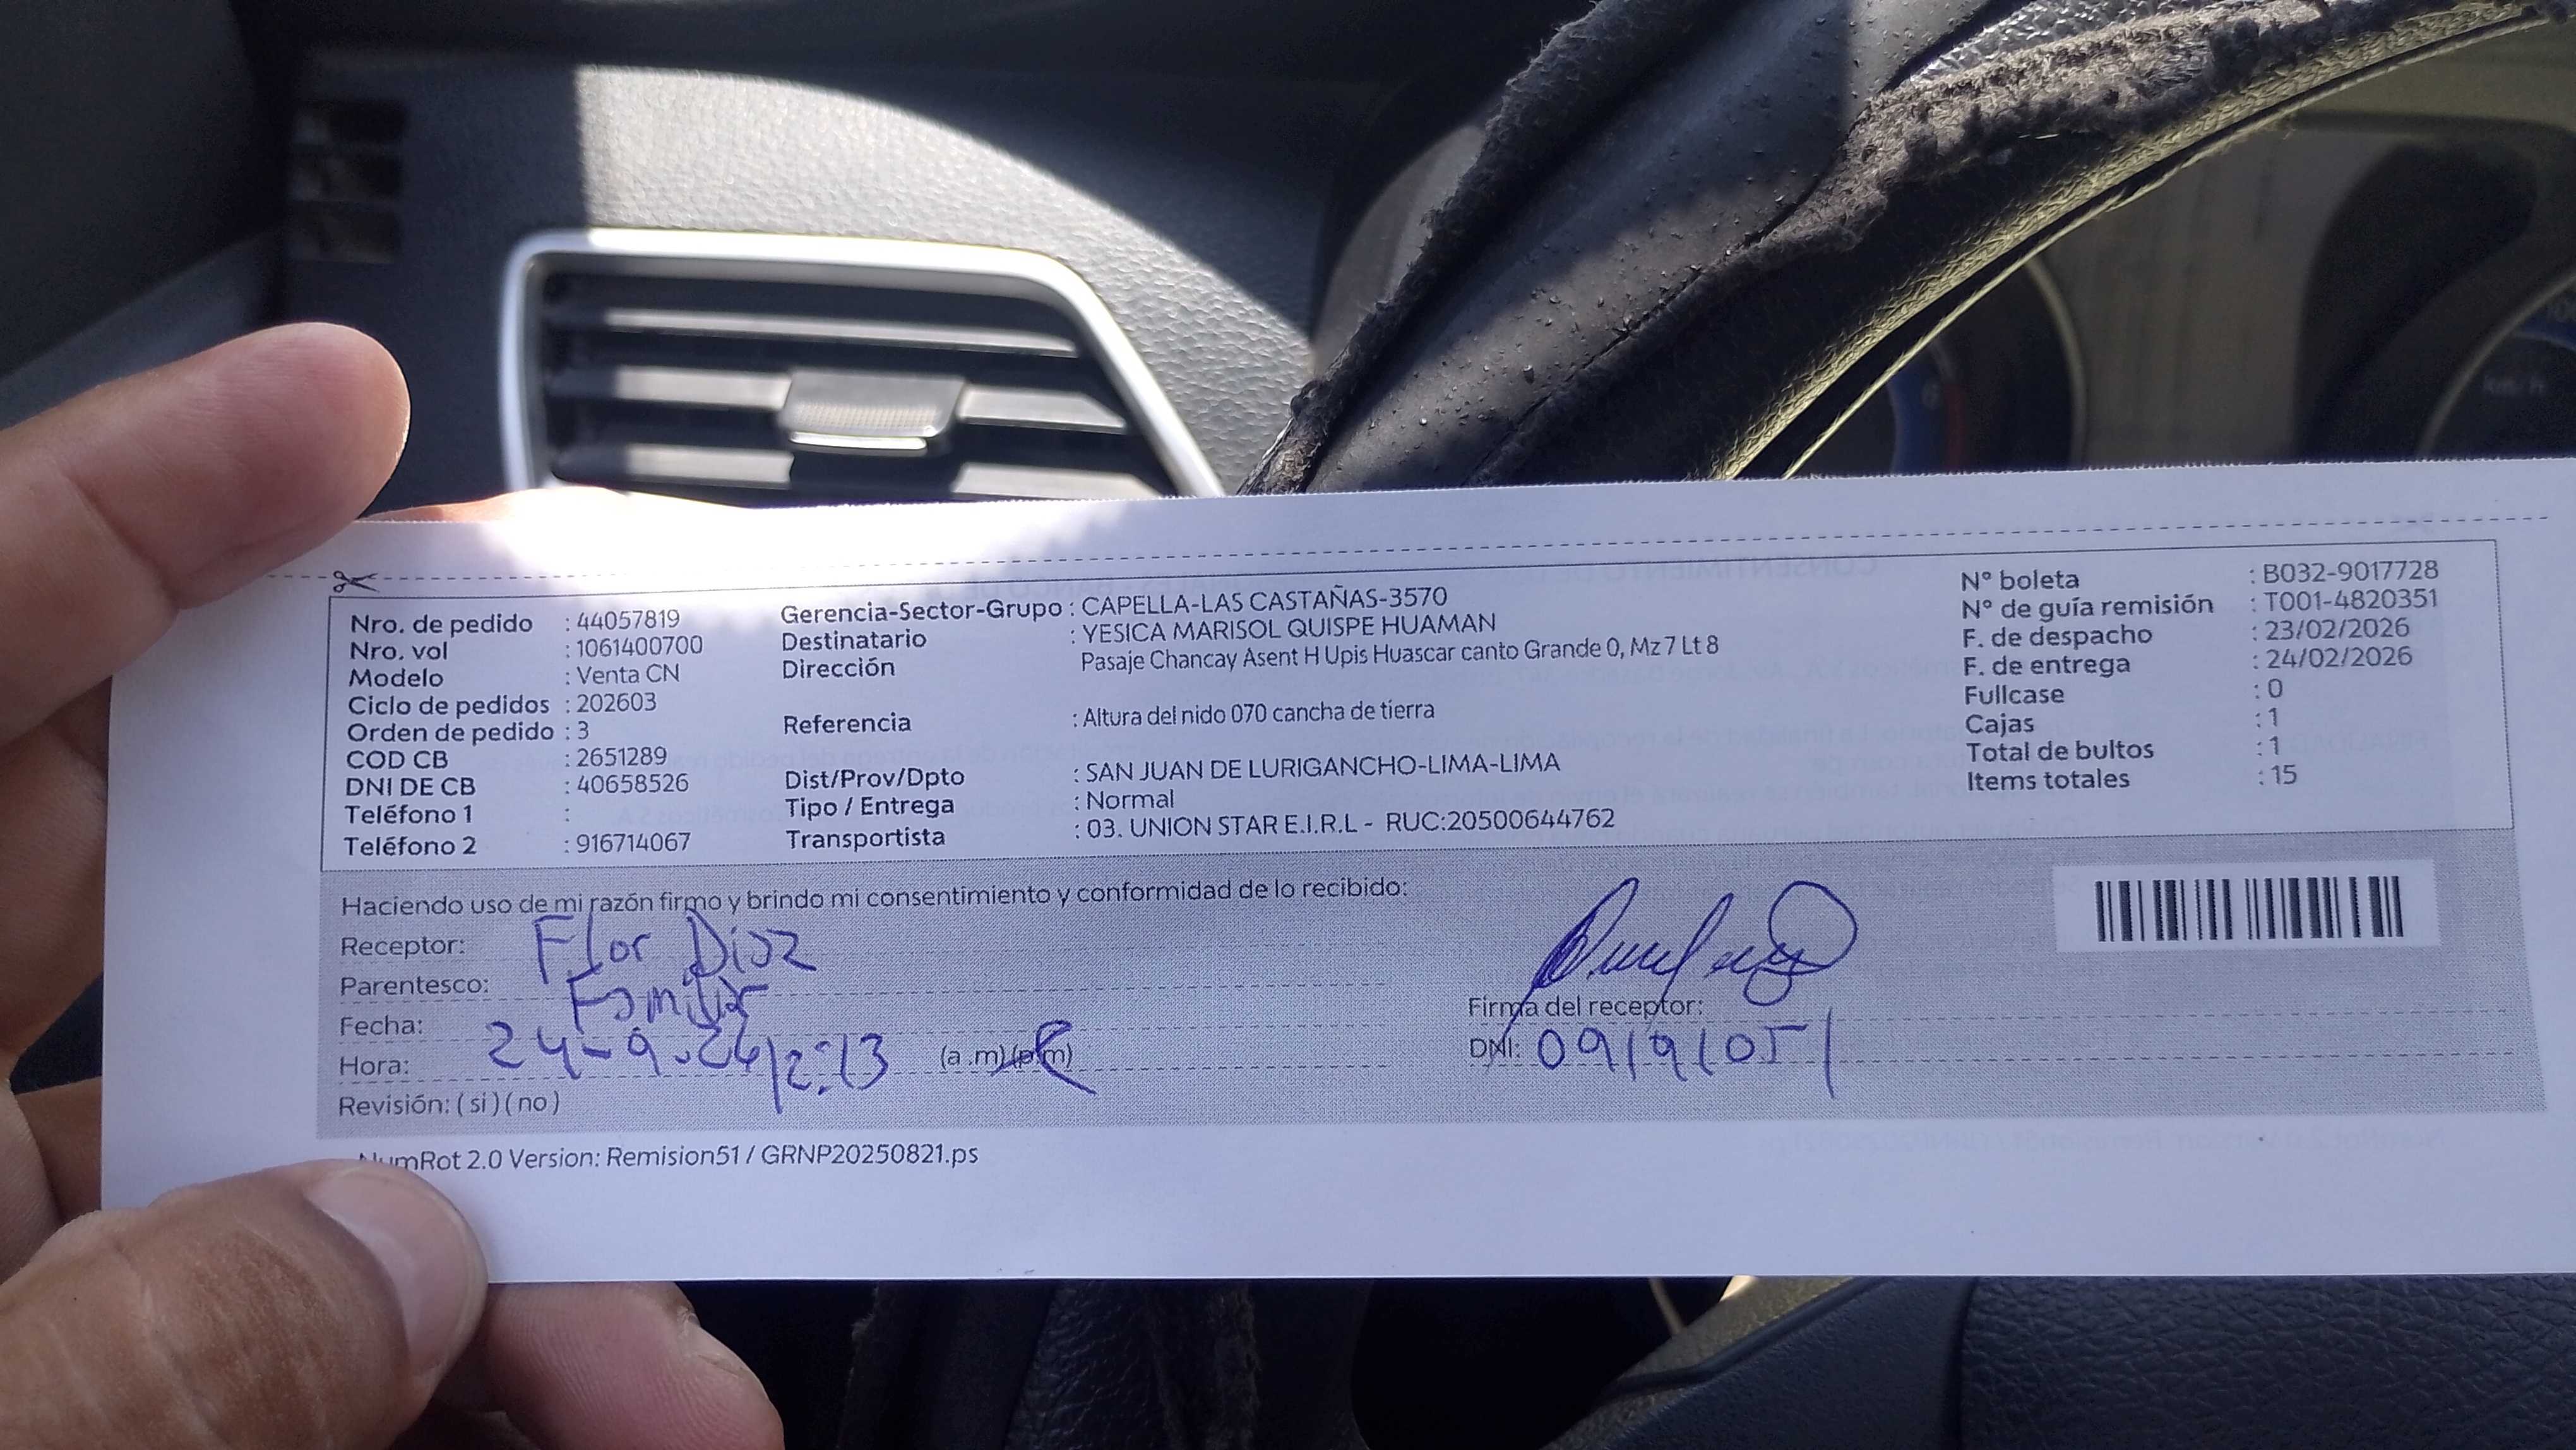 Nro. de pedido : 44057819
Nro. vol : 1061400700
Modelo : Venta CN
Ciclo de pedidos : 202603
Orden de pedido : 3
COD CB : 2651289
DNI DE CB : 40658526
Teléfono 1 :
Teléfono 2 : 916714067
Gerencia-Sector-Grupo : CAPELLA-LAS CASTAÑAS-3570
Destinatario : YESICA MARISOL QUISPE HUAMAN
Dirección Pasaje Chancay Asent H Upis Huascar canto Grande 0, Mz 7 Lt 8
Referencia : Altura del nido 070 cancha de tierra
Dist/Prov/Dpto : SAN JUAN DE LURIGANCHO-LIMA-LIMA
Tipo / Entrega : Normal
Transportista : 03. UNION STAR E.I.R.L - RUC:20500644762
N° boleta : B032-9017728
N° de guía remisión : T001-4820351
F. de despacho : 23/02/2026
F. de entrega : 24/02/2026
Fullcase : 0
Cajas : 1
Total de bultos : 1
Items totales : 15
Haciendo uso de mi razón firmo y brindo mi consentimiento y conformidad de lo recibido:
Receptor: Flor Diaz
Parentesco: Familiar
Fecha: 24-9-26
Hora: 12:13 (a.m)(p.m)
Revisión: ( si ) ( no )
Firma del receptor:
DNI:
NumRot 2.0 Version: Remision51 / GRNP20250821.ps